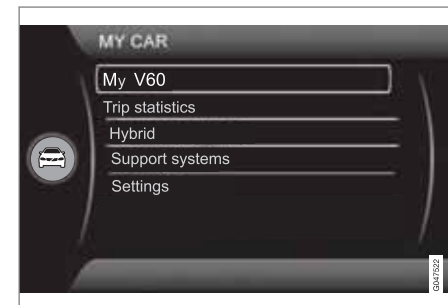 MY CAR
My V60
Trip statistics
Hybrid
Support systems
Settings
G047522